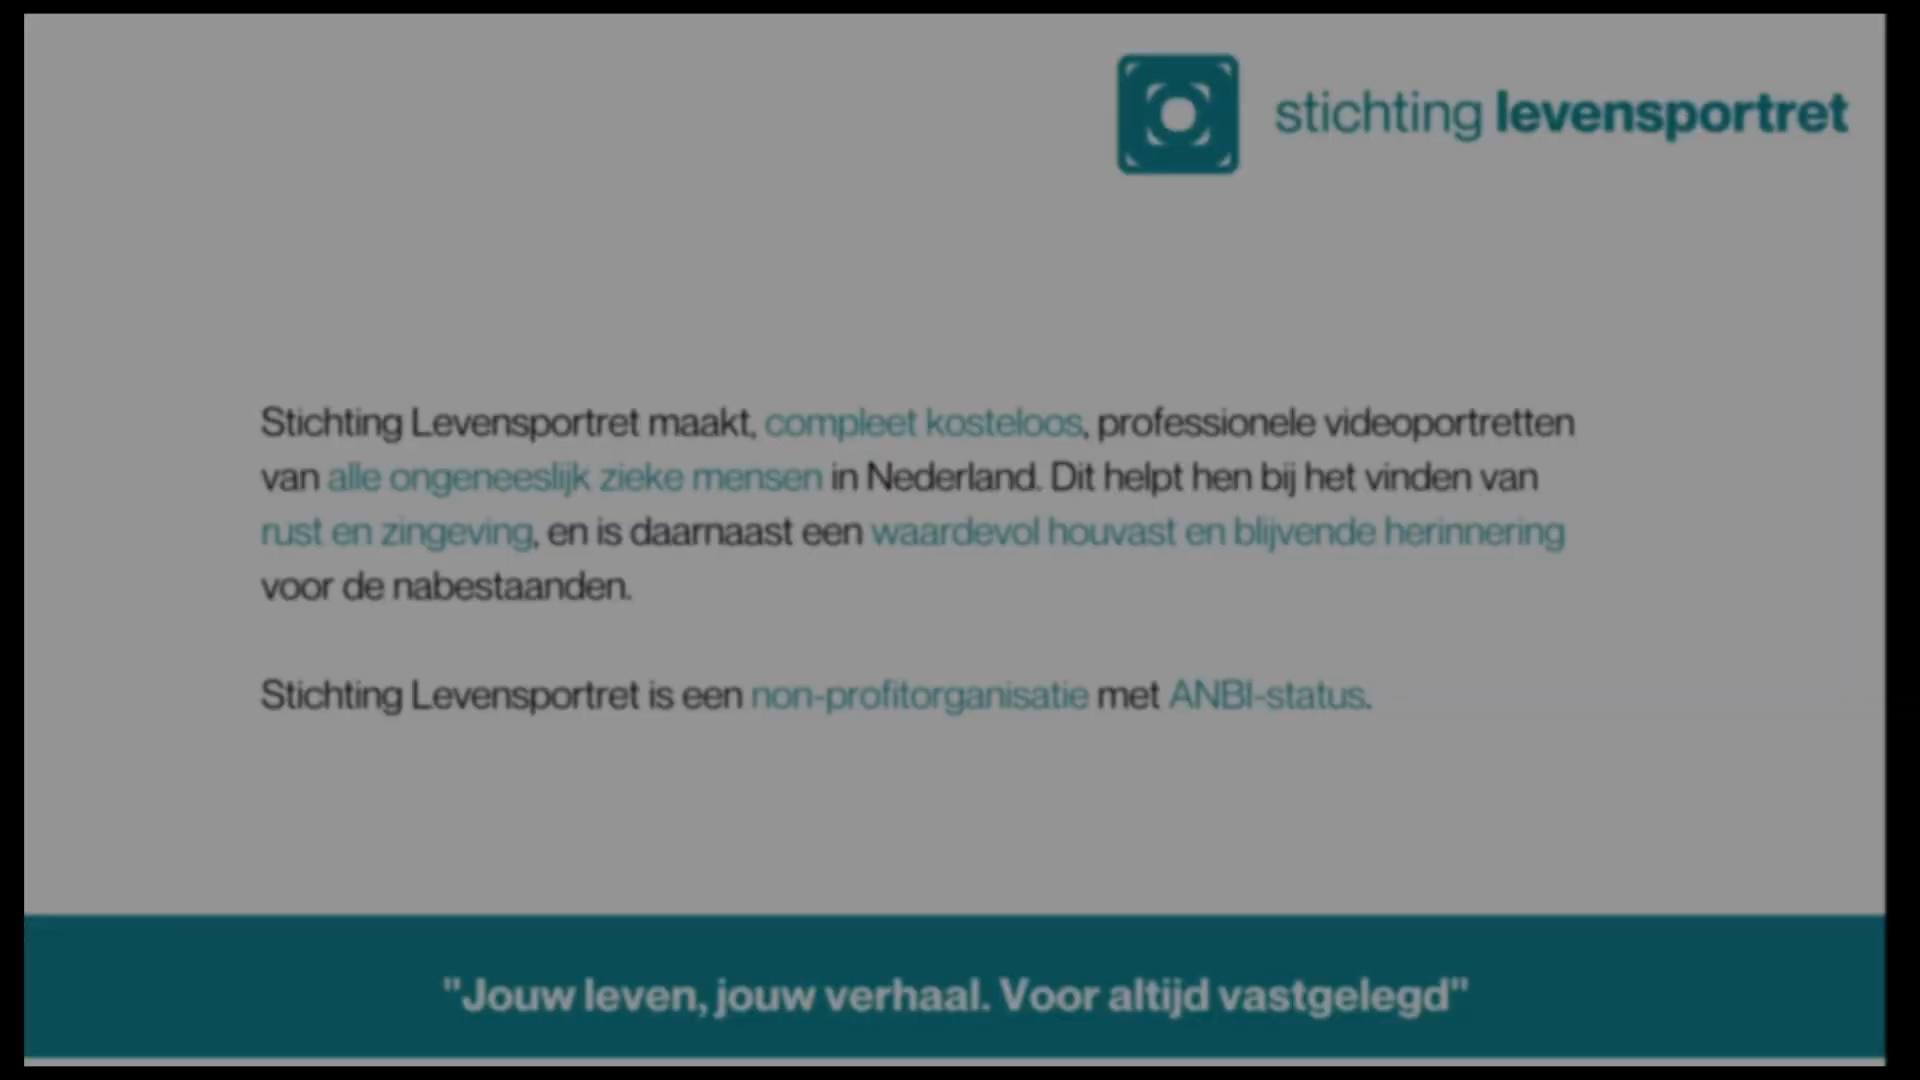 stichting levensportret
Stichting Levensportret maakt, compleet kosteloos, professionele videoportretten
van alle ongeneeslijk zieke mensen in Nederland. Dit helpt hen bij het vinden van
rust en zingeving, en is daarnaast een waardevol houvast en blijvende herinnering
voor de nabestaanden.
Stichting Levensportret is een non-profitorganisatie met ANBI-status.
"Jouw leven, jouw verhaal. Voor altijd vastgelegd"